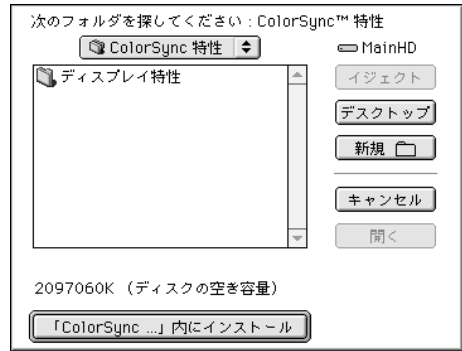 次のフォルダを探してください：ColorSync™ 特性
ColorSync 特性
MainHD
ディスプレイ特性
イジェクト
デスクトップ
新規
キャンセル
開く
2097060K （ディスクの空き容量）
「ColorSync ...」内にインストール